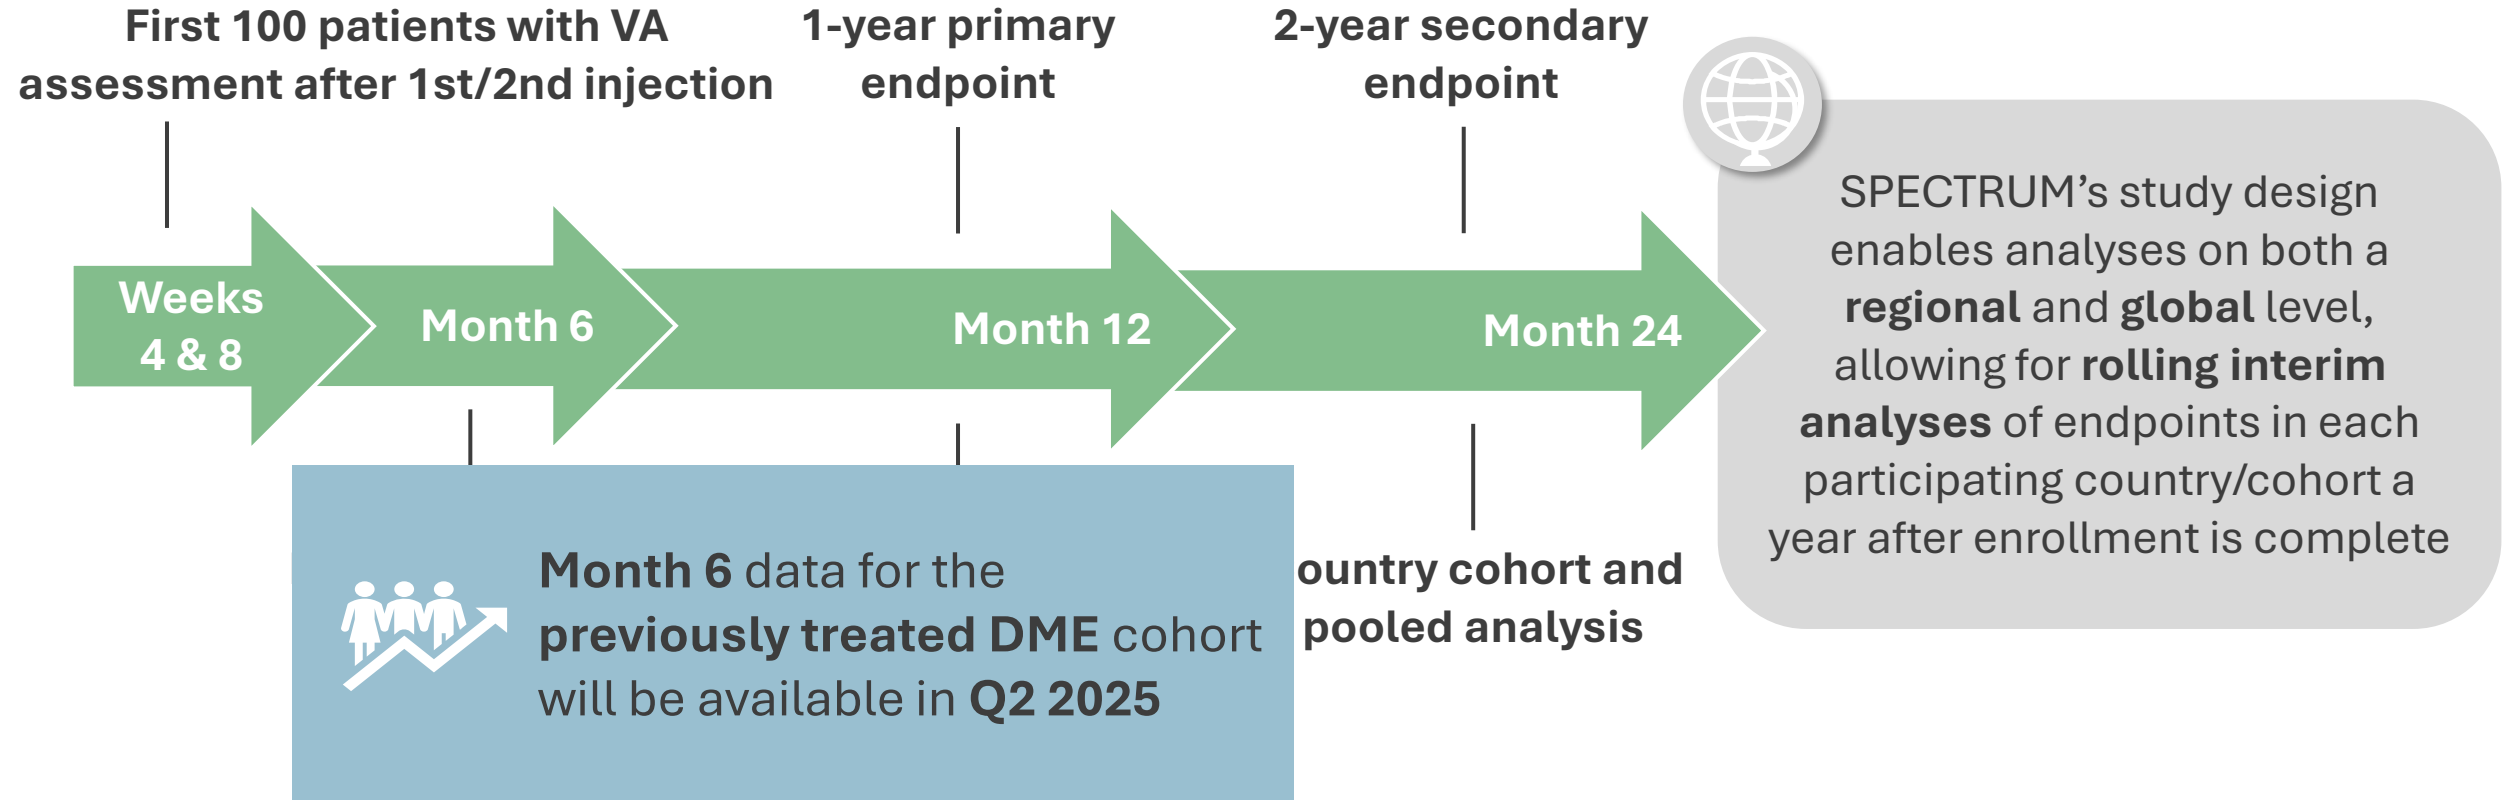 First 100 patients with VA
assessment after 1st/2nd injection
1-year primary
endpoint
2-year secondary
endpoint
Weeks
4 & 8
Month 6
Month 12
Month 24
SPECTRUM’s study design
enables analyses on both a
regional and global level,
allowing for rolling interim
analyses of endpoints in each
participating country/cohort a
year after enrollment is complete
Month 6 data for the
previously treated DME cohort
will be available in Q2 2025
ountry cohort and
pooled analysis